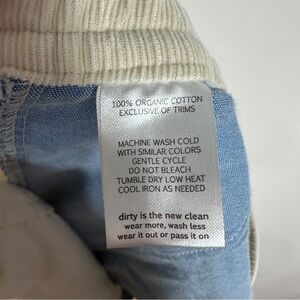 100% ORGANIC COTTON
EXCLUSIVE OF TRIMS
MACHINE WASH COLD
WITH SIMILAR COLORS
GENTLE CYCLE
DO NOT BLEACH
TUMBLE DRY LOW HEAT
COOL IRON AS NEEDED
dirty is the new clean
wear more, wash less
wear it out or pass it on